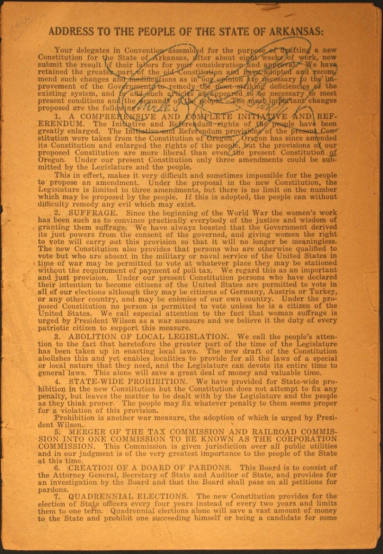 ADDRESS TO THE PEOPLE OF THE STATE OF ARKANSAS:
Your delegates in Convention assembled for the purpose of drafting a new
Constitution for the State of Arkansas, after about eight weeks of work, now
submit the result of their labors for your consideration and approval. We have
retained the greater part of the old Constitution and have adopted and recom-
mend such changes and modifications as in our opinion are necessary to the im-
provement of the Government, to remedy the most deficiencies of the
existing system, and to add such articles as appeared to be necessary to meet
present conditions and the demands of the people. The most important changes
proposed are the following:
1. A COMPREHENSIVE AND COMPLETE INITIATIVE AND REF-
ERENDUM. The Initiative and Referendum rights of the people have been
greatly enlarged. The Initiative and Referendum provisions of the present Con-
stitution were taken from the Constitution of Oregon. Oregon has since amended
its Constitution and enlarged the rights of the people, but the provisions of our
proposed Constitution are more liberal than even the present Constitution of
Oregon. Under our present Constitution only three amendments could be sub-
mitted by the Legislature and the people.
This in effect, makes it very difficult and sometimes impossible for the people
to propose an amendment. Under the proposal in the new Constitution, the
Legislature is limited to three amendments, but there is no limit on the number
which may be proposed by the people. If this is adopted, the people can without
difficulty remedy any evil which may exist.
2. SUFFRAGE. Since the beginning of the World War the women's work
has been such as to convince practically everybody of the justice and wisdom of
granting them suffrage. We have always boasted that the Government derived
its just powers from the consent of the governed, and giving women the right
to vote will carry out this provision so that it will no longer be meaningless.
The new Constitution also provides that persons who are otherwise qualified to
vote but who are absent in the military or naval service of the United States in
time of war may be permitted to vote at whatever place they may be stationed
without the requirement of payment of poll tax. We regard this as an important
and just provision. Under our present Constitution persons who have declared
their intention to become citizens of the United States are permitted to vote in
all of our elections although they may be citizens of Germany, Austria or Turkey,
or any other country, and may be enemies of our own country. Under the pro-
posed Constitution no person is permitted to vote unless he is a citizen of the
United States. We call especial attention to the fact that woman suffrage is
urged by President Wilson as a war measure and we believe it the duty of every
patriotic citizen to support this measure.
3. ABOLITION OF LOCAL LEGISLATION. We call the people's atten-
tion to the fact that heretofore the greater part of the time of the Legislature
has been taken up in enacting local laws. The new draft of the Constitution
abolishes this and yet enables localities to provide for all the laws of a special
or local nature that they need, and the Legislature can devote its entire time to
general laws. This alone will save a great deal of money and valuable time.
4. STATE-WIDE PROHIBITION. We have provided for State-wide pro-
hibition in the new Constitution but the Constitution does not attempt to fix any
penalty, but leaves the matter to be dealt with by the Legislature and the people
as they think proper. The people may fix whatever penalty to them seems proper
for a violation of this provision.
Prohibition is another war measure, the adoption of which is urged by Presi-
dent Wilson.
5. MERGER OF THE TAX COMMISSION AND RAILROAD COMMIS-
SION INTO ONE COMMISSION TO BE KNOWN AS THE CORPORATION
COMMISSION. This Commission is given jurisdiction over all public utilities
and in our judgment is of the very greatest importance to the people of the State
at this time.
6. CREATION OF A BOARD OF PARDONS. This Board is to consist of
the Attorney General, Secretary of State and Auditor of State, and provides for
an investigation by the Board and that the Board shall pass on all petitions for
pardons.
7. QUADRENNIAL ELECTIONS. The new Constitution provides for the
election of State officers every four years instead of every two years and limits
them to one term. Quadrennial elections alone will save a vast amount of money
to the State and prohibit one succeeding himself or being a candidate for some